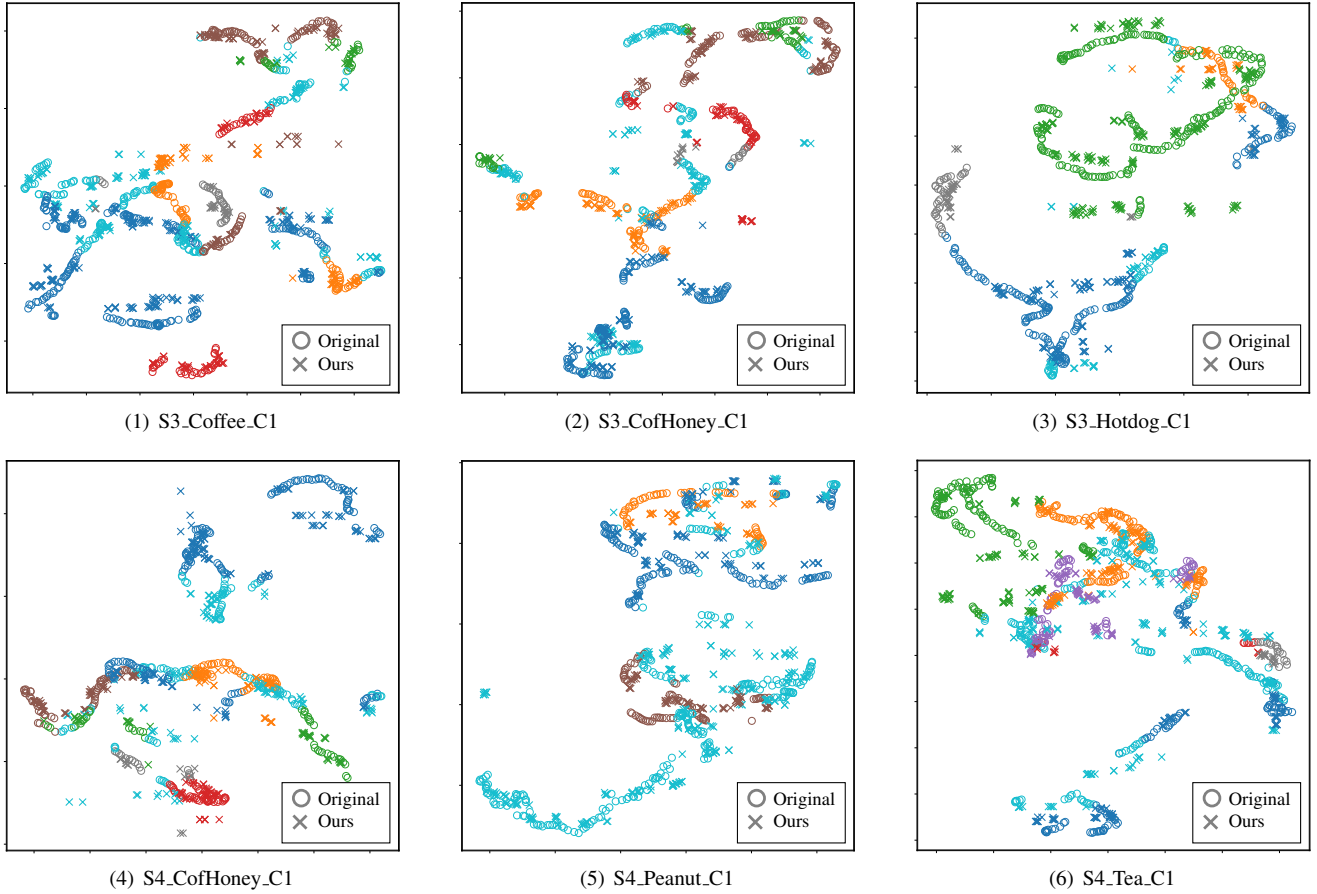 Original
Ours
(1) S3_Coffee_C1
Original
Ours
(2) S3_CofHoney_C1
Original
Ours
(3) S3_Hotdog_C1
Original
Ours
(4) S4_CofHoney_C1
Original
Ours
(5) S4_Peanut_C1
Original
Ours
(6) S4_Tea_C1